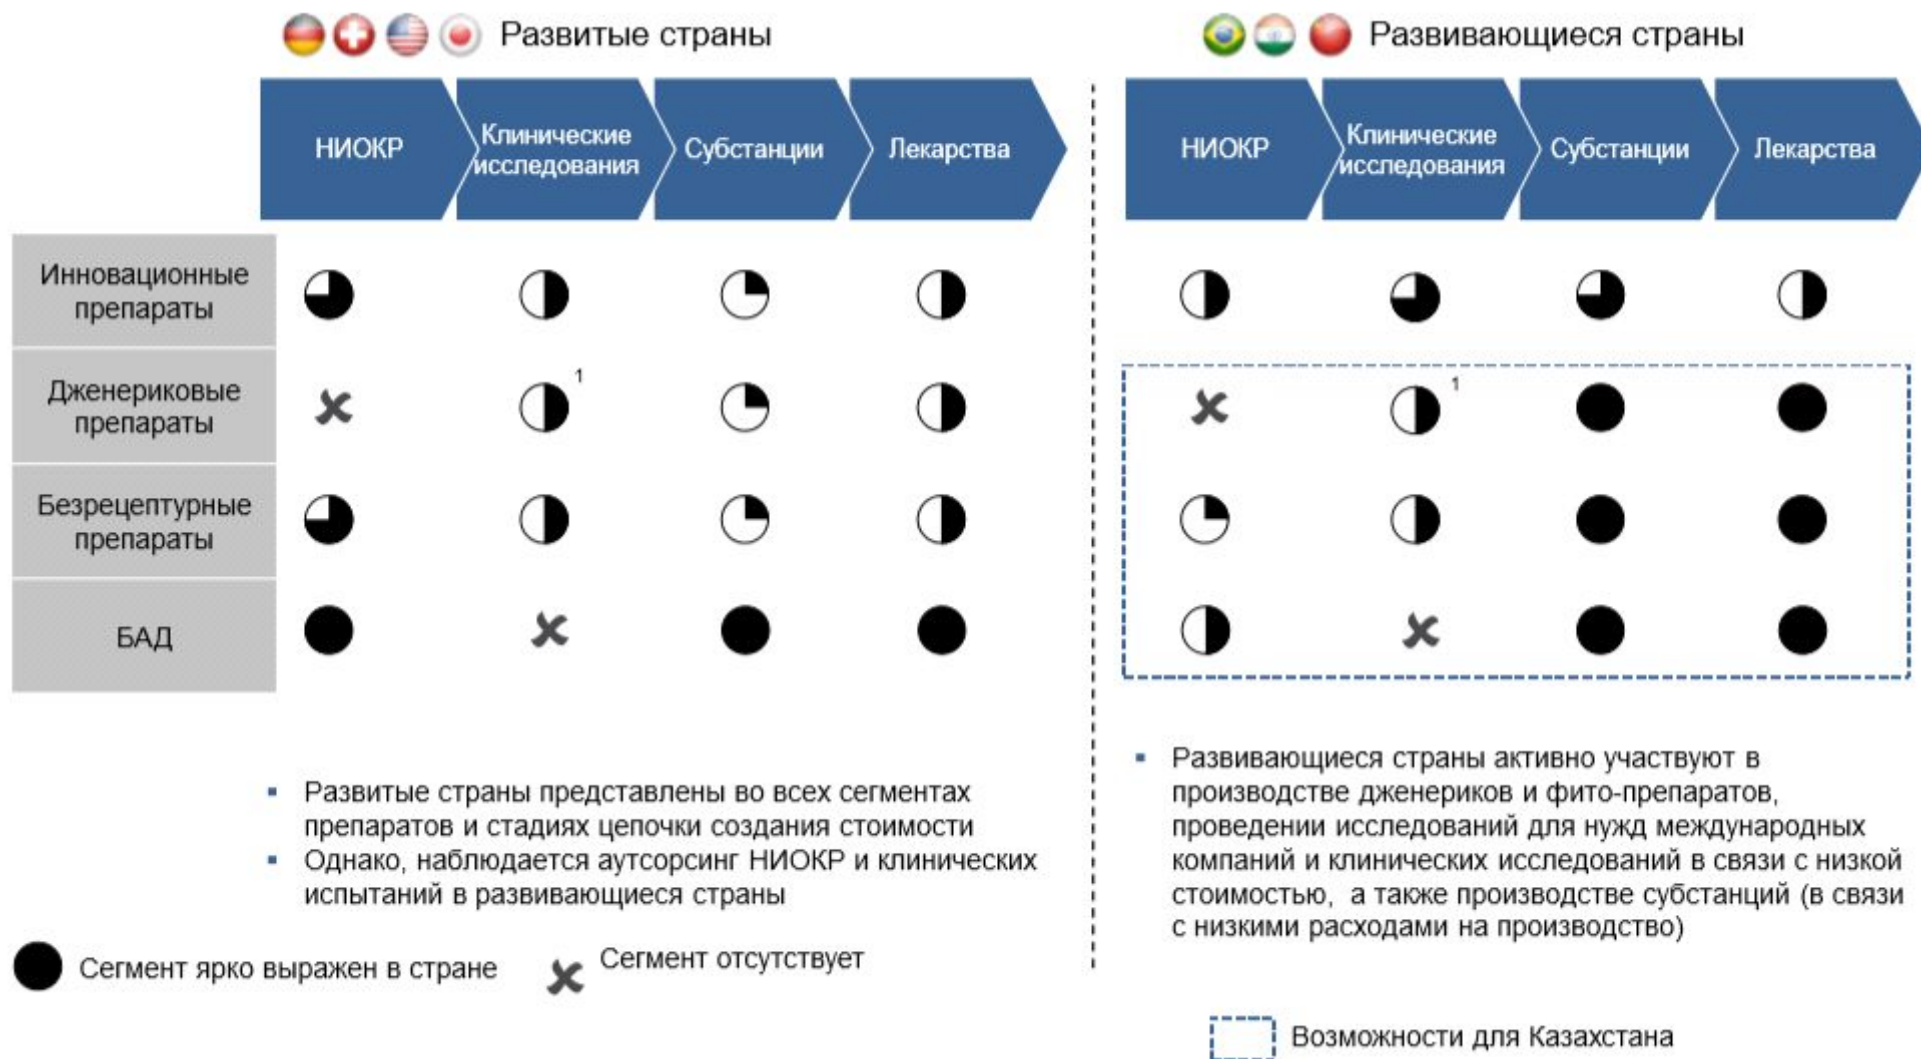 Развитые страны
Развивающиеся страны
НИОКР
Клинические
исследования
Субстанции
Лекарства
НИОКР
Клинические
исследования
Субстанции
Лекарства
Инновационные
препараты
Дженериковые
препараты
1
1
Безрецептурные
препараты
БАД
Развитые страны представлены во всех сегментах
препаратов и стадиях цепочки создания стоимости
Однако, наблюдается аутсорсинг НИОКР и клинических
испытаний в развивающиеся страны
Развивающиеся страны активно участвуют в
производстве дженериков и фито-препаратов,
проведении исследований для нужд международных
компаний и клинических исследований в связи с низкой
стоимостью, а также производстве субстанций (в связи
с низкими расходами на производство)
Сегмент ярко выражен в стране
Сегмент отсутствует
Возможности для Казахстана